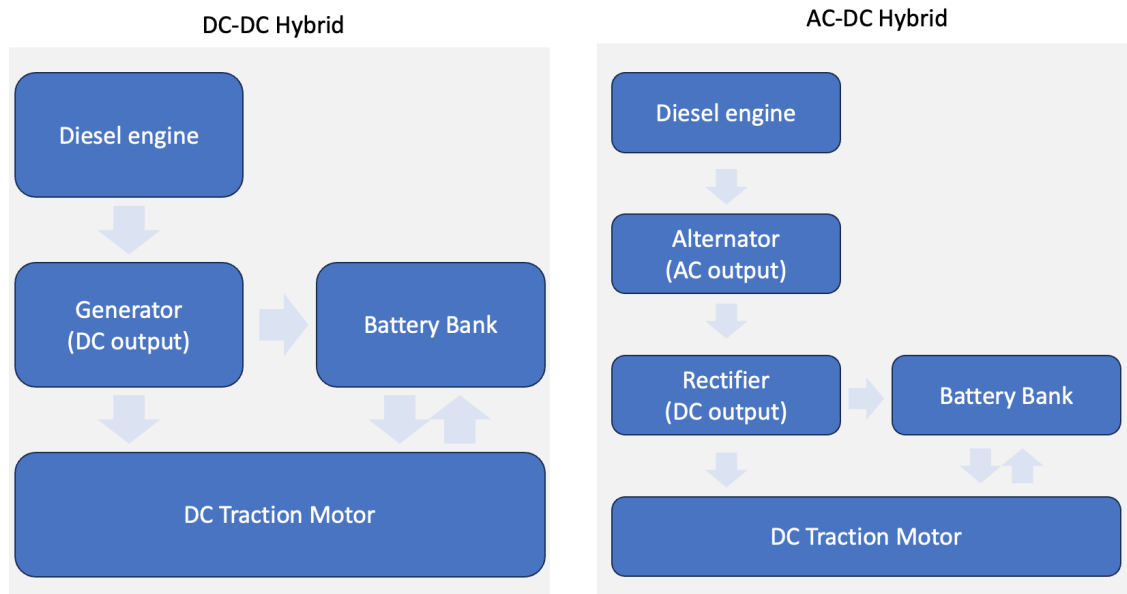 DC-DC Hybrid
Diesel engine
Generator
(DC output)
Battery Bank
DC Traction Motor
AC-DC Hybrid
Diesel engine
Alternator
(AC output)
Rectifier
(DC output)
Battery Bank
DC Traction Motor